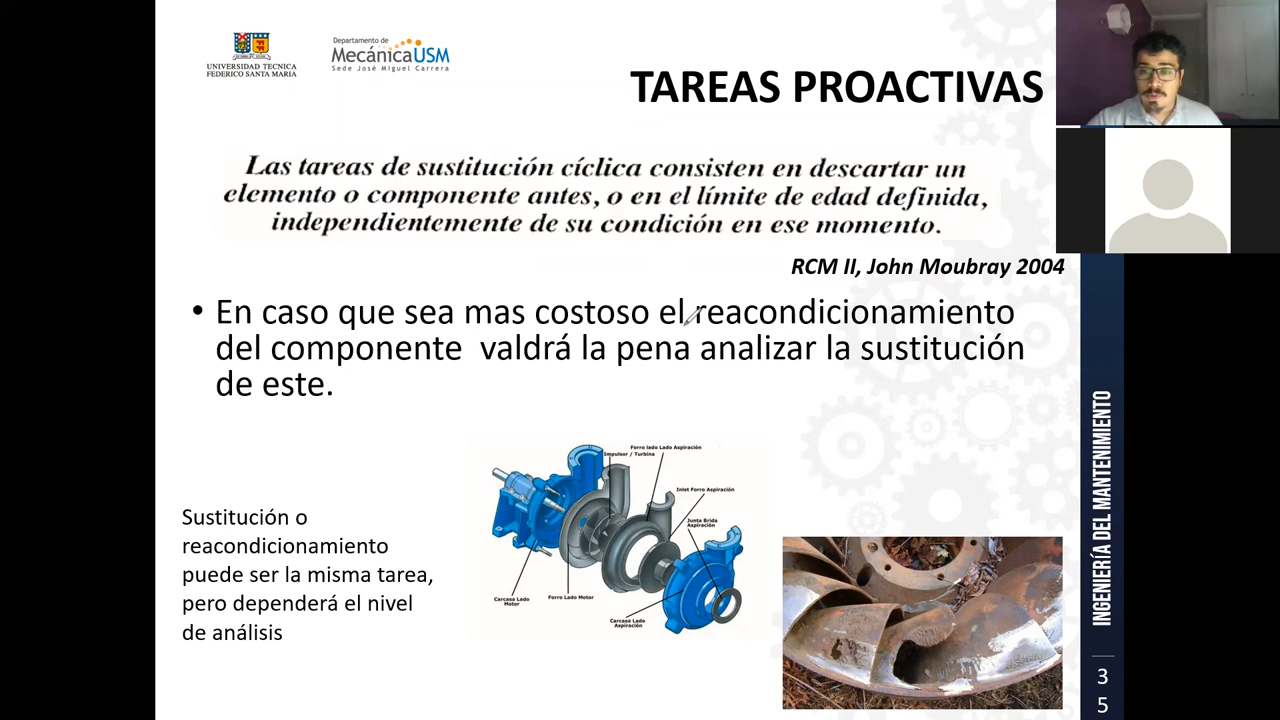 UNIVERSIDAD TECNICA
FEDERICO SANTA MARIA
Departamento de
MecánicaUSM
Sede José Miguel Carrera
TAREAS PROACTIVAS
Las tareas de sustitución cíclica consisten en descartar un
elemento o componente antes, o en el límite de edad definida,
independientemente de su condición en ese momento.
RCM II, John Moubray 2004
• En caso que sea mas costoso el reacondicionamiento
del componente valdrá la pena analizar la sustitución
de este.
Sustitución o
reacondicionamiento
puede ser la misma tarea,
pero dependerá el nivel
de análisis
Forro lado Lado Aspiración
Impulsor / Turbina
Inlet Forro Aspiración
Junta Brida
Aspiración
Carcasa Lado
Motor
Forro Lado Motor
Carcasa Lado
Aspiración
INGENIERÍA DEL MANTENIMIENTO
3
5